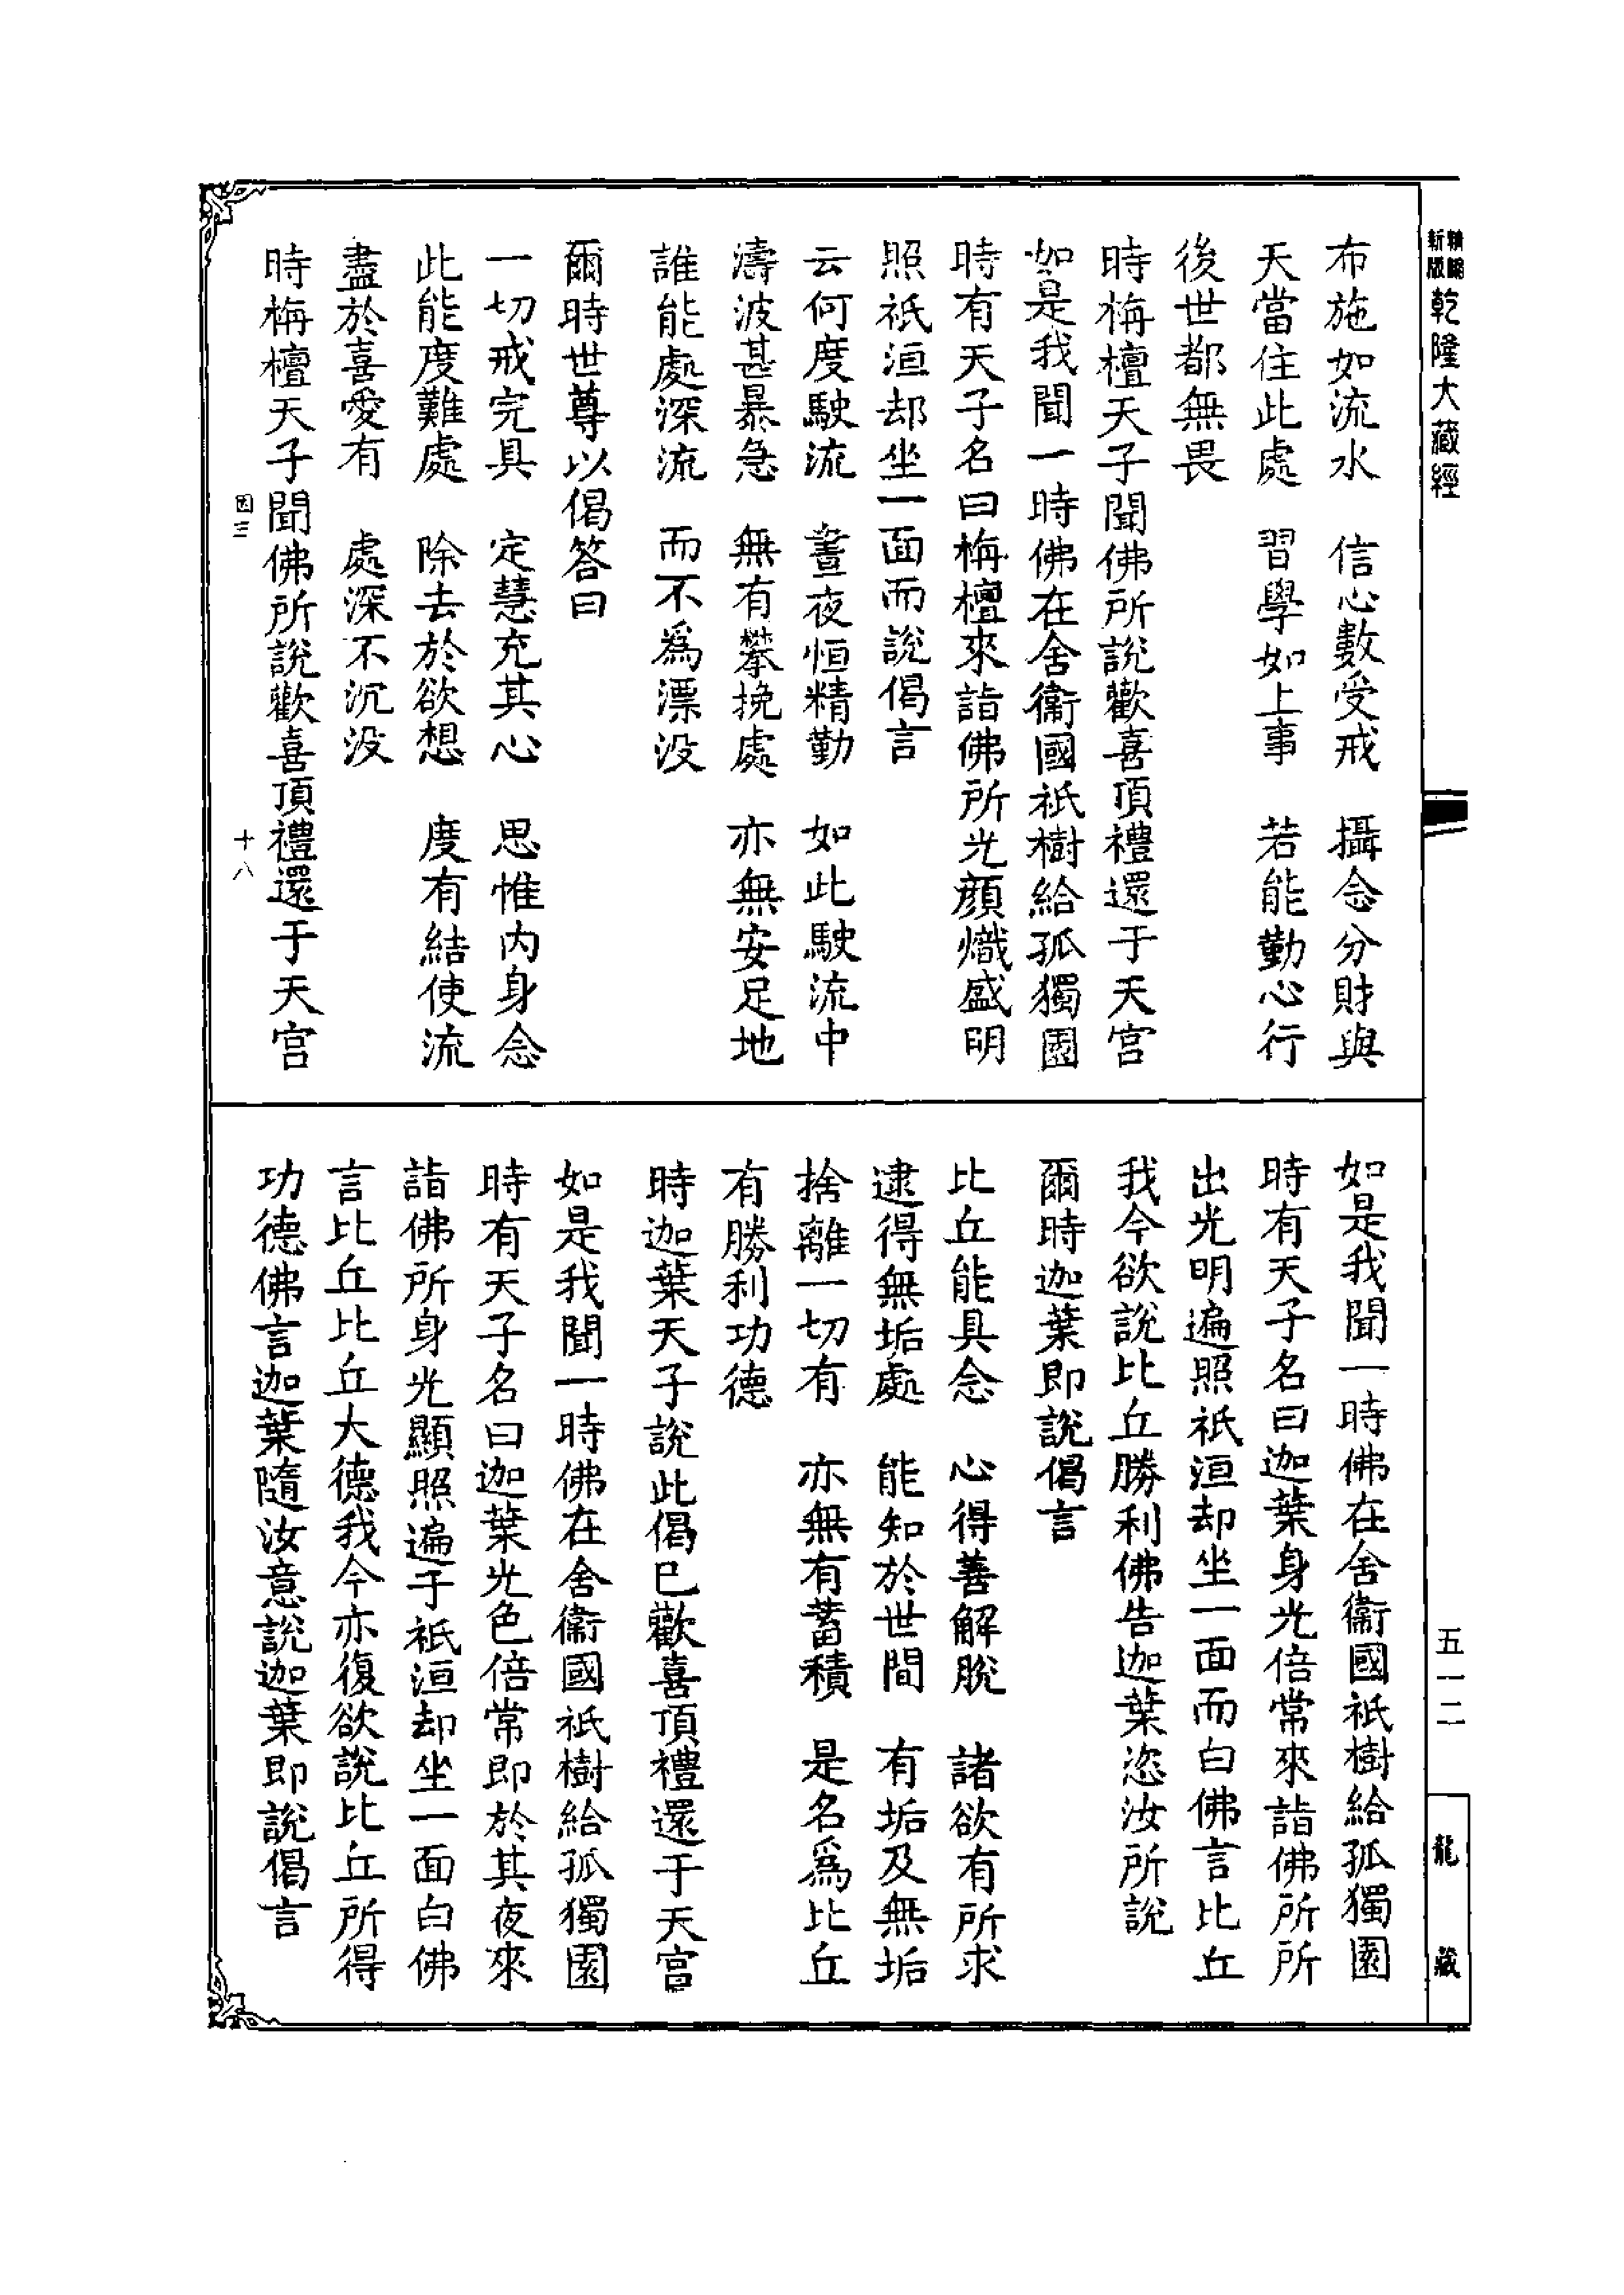 精縮新版乾隆大藏經
五一二
龍藏
布施如流水　信心數受戒　攝念分財與
天當住此處　習學如上事　若能勤心行
後世都無畏
時栴檀天子聞佛所說歡喜頂禮還于天宮
如是我聞一時佛在舍衞國祇樹給孤獨園
時有天子名曰栴檀來詣佛所光顏熾盛明
照祇洹却坐一面而說偈言
云何度駛流　晝夜恒精勤　如此駛流中
濤波甚暴急　無有攀挽處　亦無安足地
誰能處深流　而不爲漂没
爾時世尊以偈答曰
一切戒完具　定慧充其心　思惟内身念
此能度難處　除去於欲想　度有結使流
盡於喜愛有　處深不沉没
時栴檀天子聞佛所說歡喜頂禮還于天宮
因三　十八
如是我聞一時佛在舍衞國祇樹給孤獨園
時有天子名曰迦葉身光倍常來詣佛所所
出光明遍照祇洹却坐一面而白佛言比丘
我今欲說比丘勝利佛告迦葉恣汝所說
爾時迦葉即說偈言
比丘能具念　心得善解脫　諸欲有所求
逮得無垢處　能知於世間　有垢及無垢
捨離一切有　亦無有蓄積　是名爲比丘
有勝利功德
時迦葉天子說此偈已歡喜頂禮還于天宮
如是我聞一時佛在舍衞國祇樹給孤獨園
時有天子名曰迦葉光色倍常即於其夜來
詣佛所身光顯照遍于祇洹却坐一面白佛
言比丘比丘大德我今亦復欲說比丘所得
功德佛言迦葉隨汝意說迦葉即說偈言